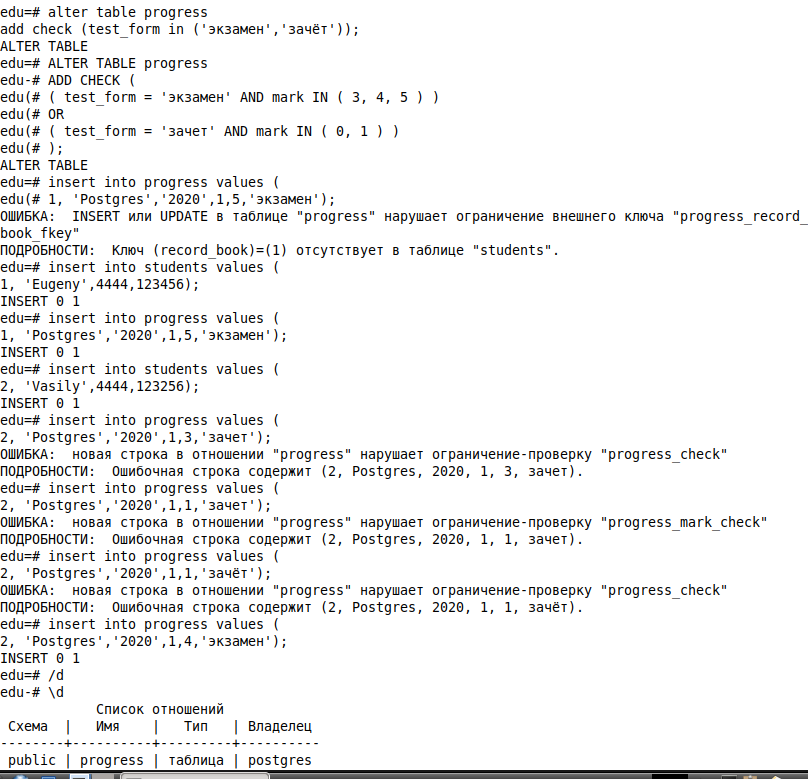 edu=# alter table progress
add check (test_form in ('экзамен','зачёт'));
ALTER TABLE
edu=# ALTER TABLE progress
edu-# ADD CHECK (
edu(# ( test_form = 'экзамен' AND mark IN ( 3, 4, 5 ) )
edu(# OR
edu(# ( test_form = 'зачет' AND mark IN ( 0, 1 ) )
edu(# );
ALTER TABLE
edu=# insert into progress values (
edu(# 1, 'Postgres','2020',1,5,'экзамен');
ОШИБКА:  INSERT или UPDATE в таблице "progress" нарушает ограничение внешнего ключа "progress_record_
book_fkey"
ПОДРОБНОСТИ:  Ключ (record_book)=(1) отсутствует в таблице "students".
edu=# insert into students values (
1, 'Eugeny',4444,123456);
INSERT 0 1
edu=# insert into progress values (
1, 'Postgres','2020',1,5,'экзамен');
INSERT 0 1
edu=# insert into students values (
2, 'Vasily',4444,123256);
INSERT 0 1
edu=# insert into progress values (
2, 'Postgres','2020',1,3,'зачет');
ОШИБКА:  новая строка в отношении "progress" нарушает ограничение-проверку "progress_check"
ПОДРОБНОСТИ:  Ошибочная строка содержит (2, Postgres, 2020, 1, 3, зачет).
edu=# insert into progress values (
2, 'Postgres','2020',1,1,'зачет');
ОШИБКА:  новая строка в отношении "progress" нарушает ограничение-проверку "progress_mark_check"
ПОДРОБНОСТИ:  Ошибочная строка содержит (2, Postgres, 2020, 1, 1, зачет).
edu=# insert into progress values (
2, 'Postgres','2020',1,1,'зачёт');
ОШИБКА:  новая строка в отношении "progress" нарушает ограничение-проверку "progress_check"
ПОДРОБНОСТИ:  Ошибочная строка содержит (2, Postgres, 2020, 1, 1, зачёт).
edu=# insert into progress values (
2, 'Postgres','2020',1,4,'экзамен');
INSERT 0 1
edu=# /d
edu-# \d
Список отношений
Схема  |   Имя    |   Тип   | Владелец
--------+----------+---------+----------
public | progress | таблица | postgres